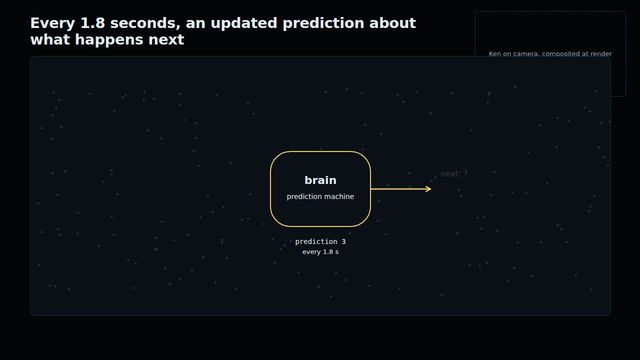 Every 1.8 seconds, an updated prediction about
what happens next
Ken on camera, composited at render
brain
prediction machine
next: ?
prediction 3
every 1.8 s